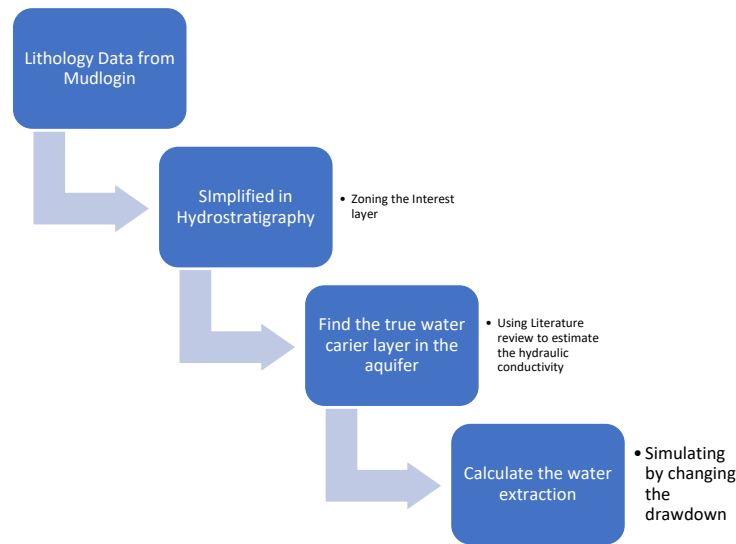 Lithology Data from
Mudlogin
SImplified in
Hydrostratigraphy
• Zoning the Interest
layer
Find the true water
carier layer in the
aquifer
• Using Literature
review to estimate
the hydraulic
conductivity
Calculate the water
extraction
• Simulating
by changing
the
drawdown